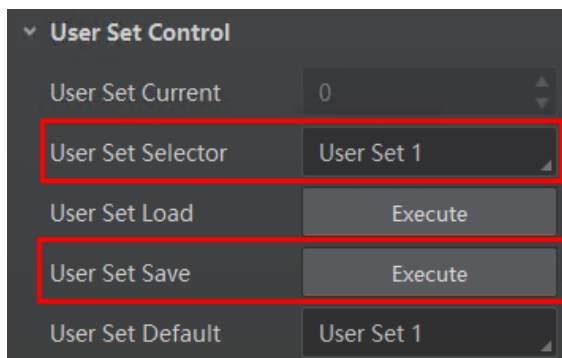 User Set Control
User Set Current 0
User Set Selector User Set 1
User Set Load Execute
User Set Save Execute
User Set Default User Set 1